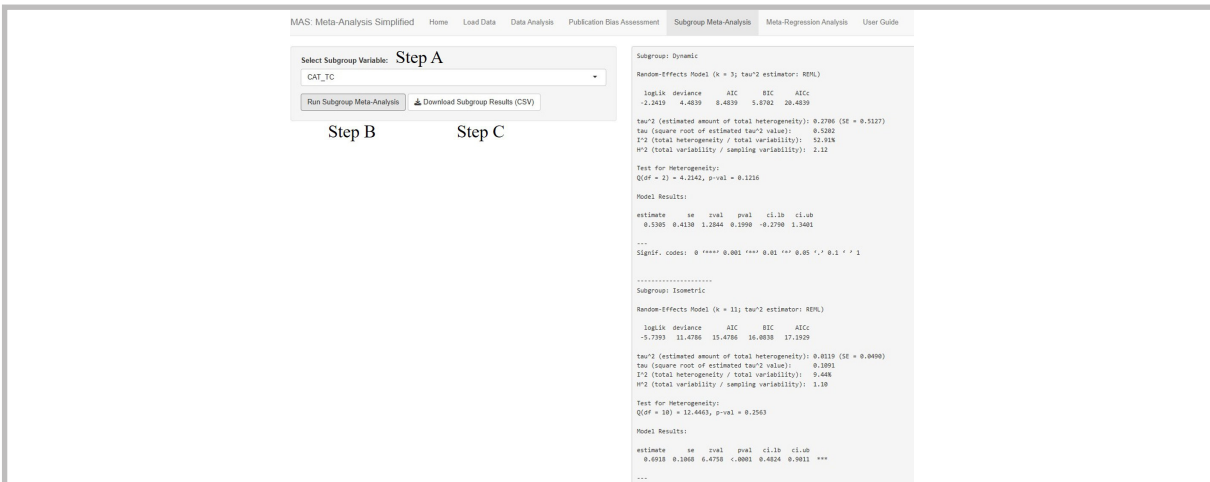 MAS: Meta-Analysis Simplified Home Load Data Data Analysis Publication Bias Assessment Subgroup Meta-Analysis Meta-Regression Analysis User Guide
Select Subgroup Variable: Step A
CAT_TC
Run Subgroup Meta-Analysis Download Subgroup Results (CSV)
Step B Step C
Subgroup: Dynamic
Random-Effects Model (k = 3; tau^2 estimator: REML)
logLik deviance AIC BIC AICc
-2.2419 4.4839 8.4839 5.8702 20.4839
tau^2 (estimated amount of total heterogeneity): 0.2706 (SE = 0.5127)
tau (square root of estimated tau^2 value): 0.5202
I^2 (total heterogeneity / total variability): 52.91%
H^2 (total variability / sampling variability): 2.12
Test for Heterogeneity:
Q(df = 2) = 4.2142, p-val = 0.1216
Model Results:
estimate se zval pval ci.lb ci.ub
0.5305 0.4130 1.2844 0.1990 -0.2790 1.3401
---
Signif. codes: 0 ‘***’ 0.001 ‘**’ 0.01 ‘*’ 0.05 ‘.’ 0.1 ‘ ’ 1
---------------------
Subgroup: Isometric
Random-Effects Model (k = 11; tau^2 estimator: REML)
logLik deviance AIC BIC AICc
-5.7393 11.4786 15.4786 16.0838 17.1929
tau^2 (estimated amount of total heterogeneity): 0.0119 (SE = 0.0490)
tau (square root of estimated tau^2 value): 0.1091
I^2 (total heterogeneity / total variability): 9.44%
H^2 (total variability / sampling variability): 1.10
Test for Heterogeneity:
Q(df = 10) = 12.4463, p-val = 0.2563
Model Results:
estimate se zval pval ci.lb ci.ub
0.6918 0.1068 6.4758 <.0001 0.4824 0.9011 ***
---